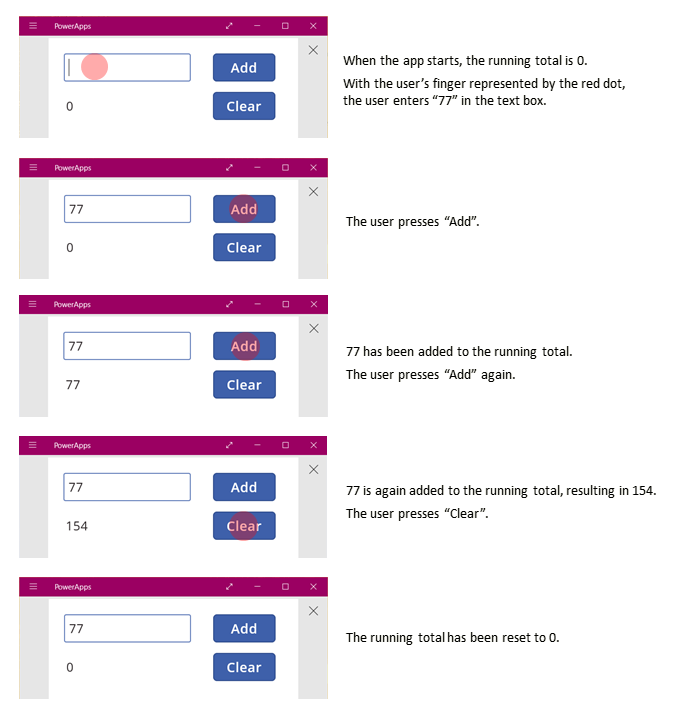 PowerApps
Add
When the app starts, the running total is 0.
With the user’s finger represented by the red dot,
the user enters “77” in the text box.
0
Clear
PowerApps
77
Add
The user presses “Add”.
0
Clear
PowerApps
77
Add
77 has been added to the running total.
The user presses “Add” again.
77
Clear
PowerApps
77
Add
77 is again added to the running total, resulting in 154.
The user presses “Clear”.
154
Clear
PowerApps
77
Add
The running total has been reset to 0.
0
Clear